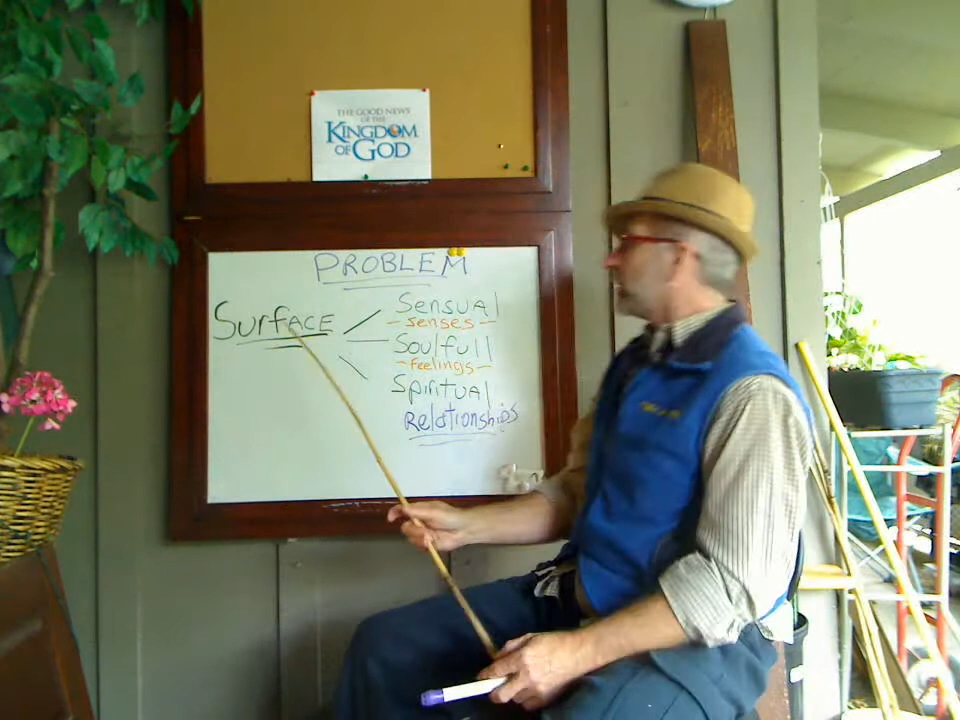 THE GOOD NEWS
OF THE
KINGDOM
OF GOD
PROBLEM
SURFACE
Sensual
- senses -
Soulfull
- feelings -
Spiritual
Relationships